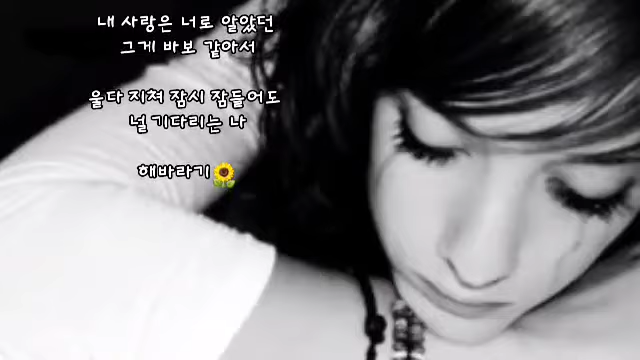 내 사랑은 너로 알았던
그게 바보 같아서
울다 지쳐 잠시 잠들어도
널 기다리는 나
해바라기🌻